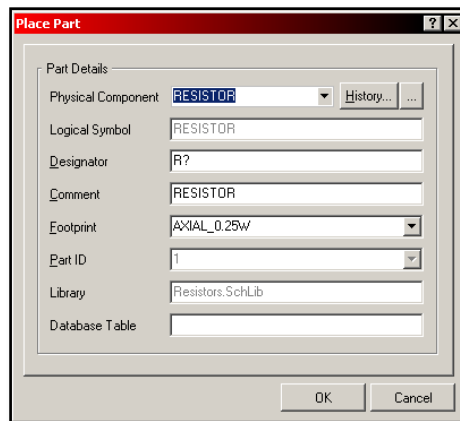 Place Part
Part Details
Physical Component RESISTOR History... ...
Logical Symbol RESISTOR
Designator R?
Comment RESISTOR
Footprint AXIAL_0.25W
Part ID 1
Library Resistors.SchLib
Database Table
OK Cancel